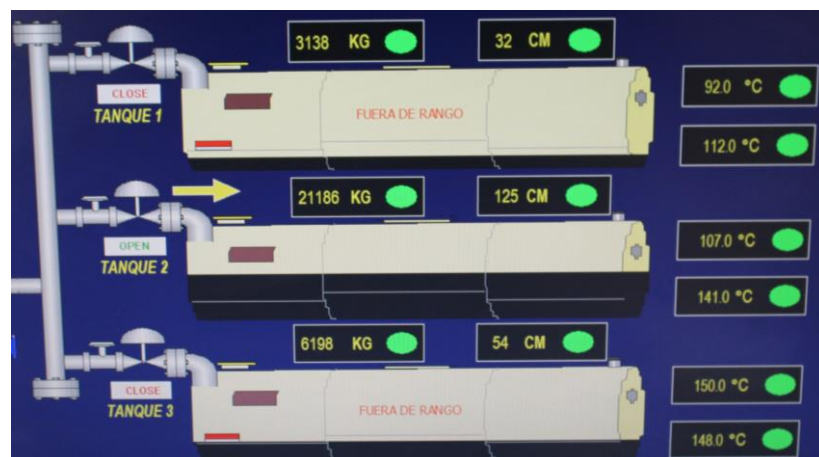 3138 KG
32 CM
92.0 °C
CLOSE
TANQUE 1
FUERA DE RANGO
112.0 °C
21186 KG
125 CM
107.0 °C
OPEN
TANQUE 2
141.0 °C
6198 KG
54 CM
150.0 °C
CLOSE
TANQUE 3
FUERA DE RANGO
148.0 °C